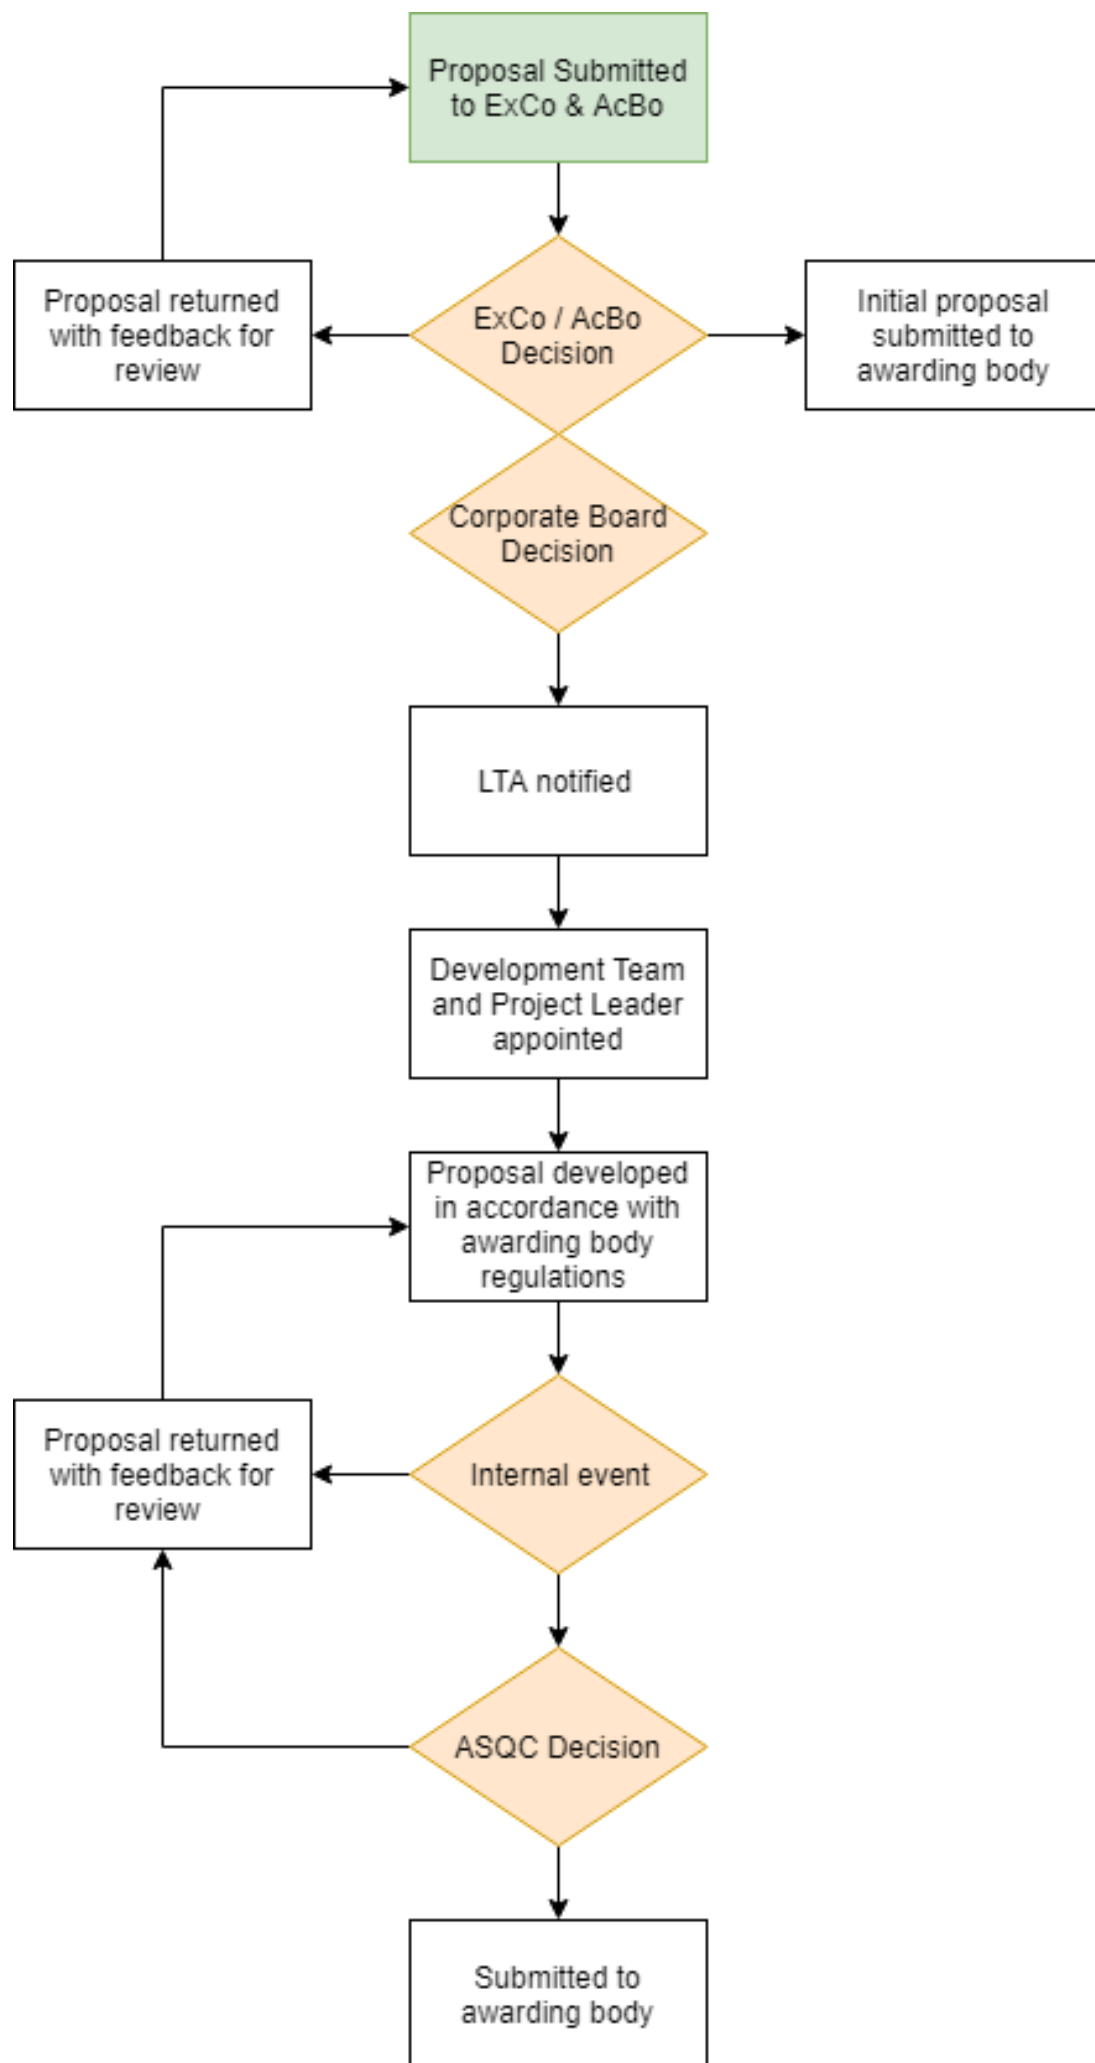 Proposal Submitted
to ExCo & AcBo
Proposal returned
with feedback for
review
ExCo / AcBo
Decision
Initial proposal
submitted to
awarding body
Corporate Board
Decision
LTA notified
Development Team
and Project Leader
appointed
Proposal developed
in accordance with
awarding body
regulations
Proposal returned
with feedback for
review
Internal event
ASQC Decision
Submitted to
awarding body